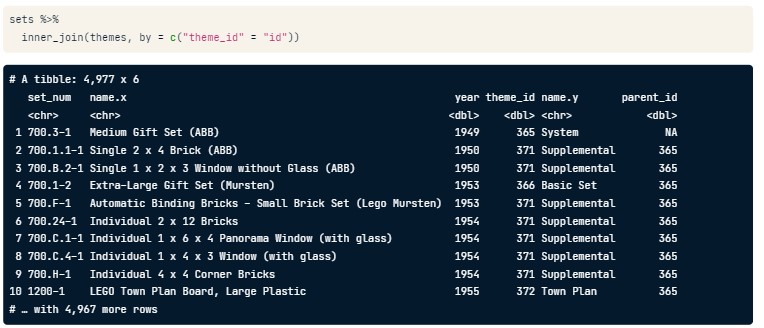 sets %>%
  inner_join(themes, by = c("theme_id" = "id"))
# A tibble: 4,977 x 6
   set_num   name.x                                                    year theme_id name.y       parent_id
   <chr>     <chr>                                                    <dbl>    <dbl> <chr>            <dbl>
 1 700.3-1   Medium Gift Set (ABB)                                     1949      365 System              NA
 2 700.1.1-1 Single 2 x 4 Brick (ABB)                                  1950      371 Supplemental       365
 3 700.B.2-1 Single 1 x 2 x 3 Window without Glass (ABB)               1950      371 Supplemental       365
 4 700.1-2   Extra-Large Gift Set (Mursten)                            1953      366 Basic Set          365
 5 700.F-1   Automatic Binding Bricks - Small Brick Set (Lego Mursten) 1953      371 Supplemental       365
 6 700.24-1  Individual 2 x 12 Bricks                                  1954      371 Supplemental       365
 7 700.C.1-1 Individual 1 x 6 x 4 Panorama Window (with glass)         1954      371 Supplemental       365
 8 700.C.4-1 Individual 1 x 4 x 3 Window (with glass)                  1954      371 Supplemental       365
 9 700.H-1   Individual 4 x 4 Corner Bricks                            1954      371 Supplemental       365
10 1200-1    LEGO Town Plan Board, Large Plastic                       1955      372 Town Plan          365
# … with 4,967 more rows